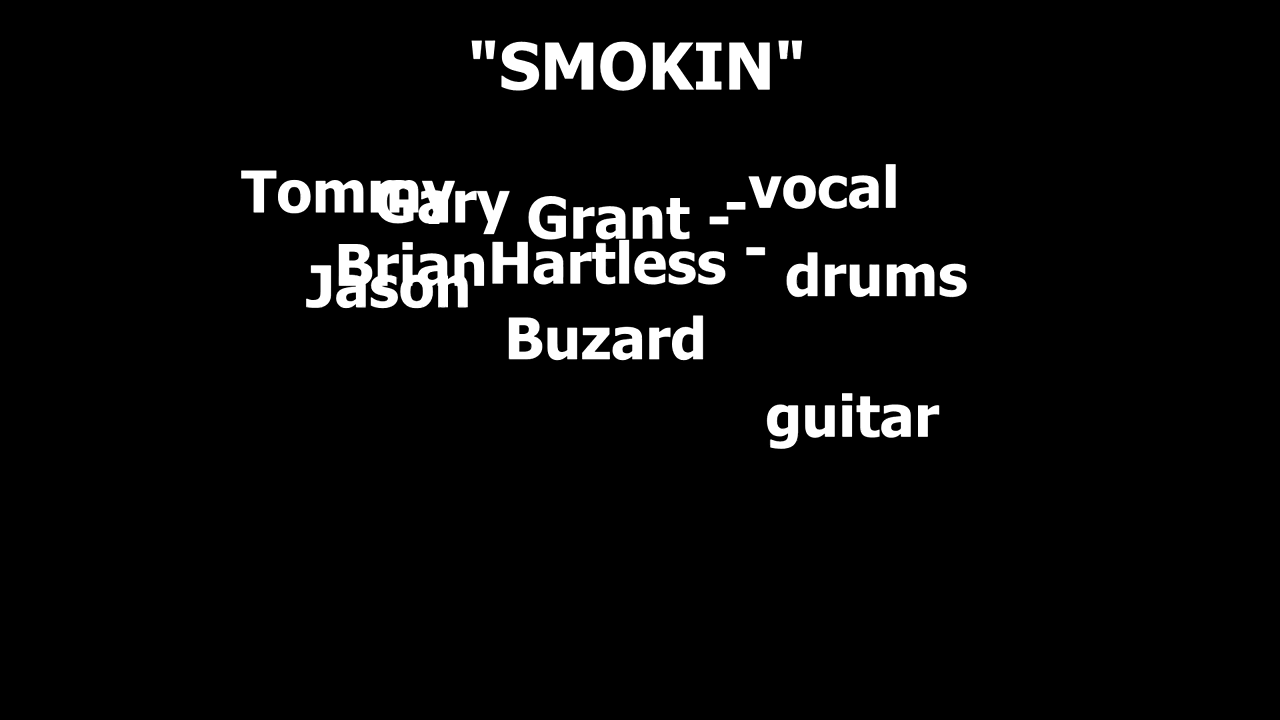 "SMOKIN"
Tommy Gary Grant - - vocal
Brian Hartless - drums
Jason
Buzard
guitar